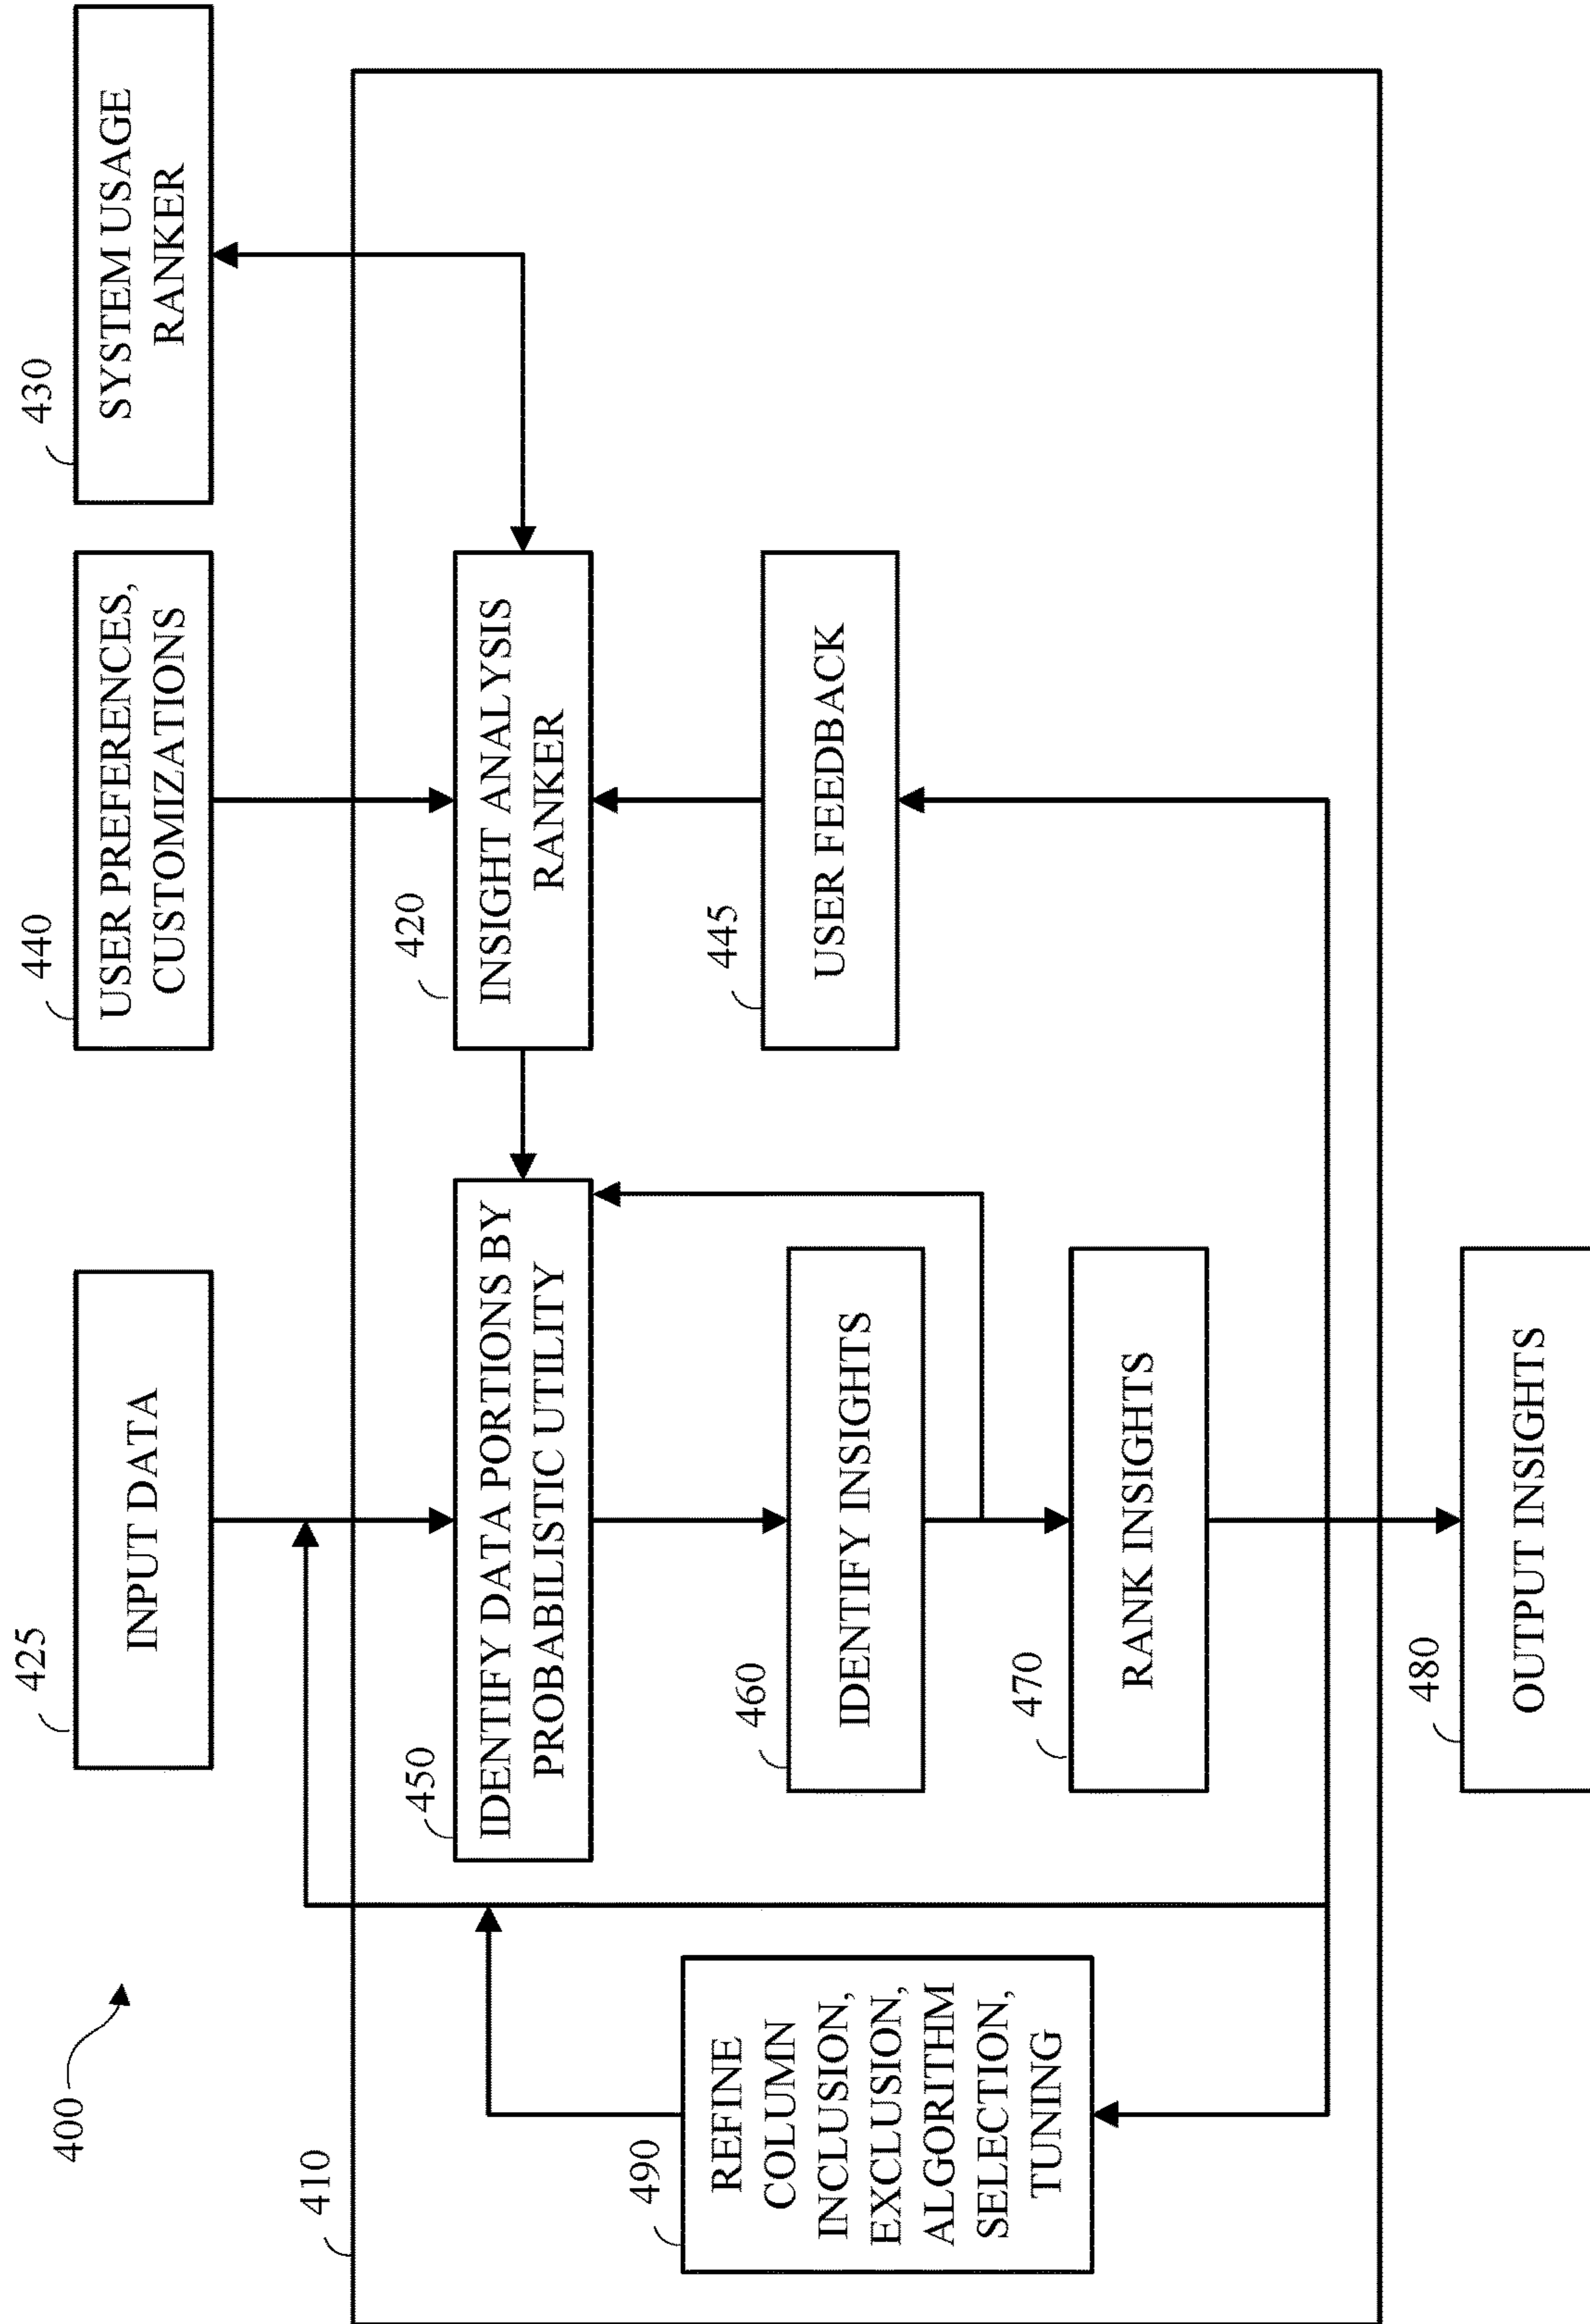 400
410
425
INPUT DATA
440
USER PREFERENCES,
CUSTOMIZATIONS
430
SYSTEM USAGE
RANKER
450
IDENTIFY DATA PORTIONS BY
PROBABILISTIC UTILITY
420
INSIGHT ANALYSIS
RANKER
490
REFINE
COLUMN
INCLUSION,
EXCLUSION,
ALGORITHM
SELECTION,
TUNING
460
IDENTIFY INSIGHTS
445
USER FEEDBACK
470
RANK INSIGHTS
480
OUTPUT INSIGHTS